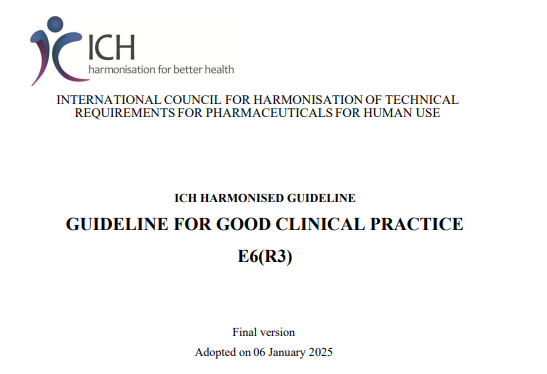 ICH
harmonisation for better health
INTERNATIONAL COUNCIL FOR HARMONISATION OF TECHNICAL
REQUIREMENTS FOR PHARMACEUTICALS FOR HUMAN USE
ICH HARMONISED GUIDELINE
GUIDELINE FOR GOOD CLINICAL PRACTICE
E6(R3)
Final version
Adopted on 06 January 2025